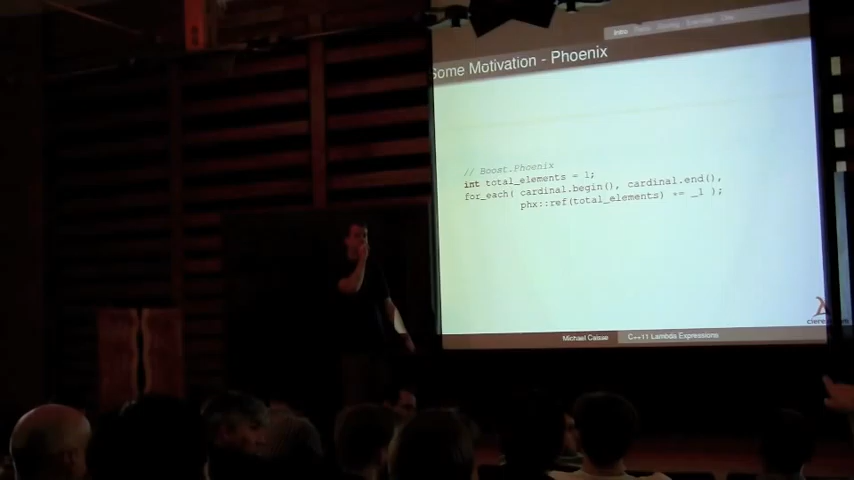 Intro
Some Motivation - Phoenix
// Boost.Phoenix
int total_elements = 1;
for_each( cardinal.begin(), cardinal.end(),
phx::ref(total_elements) *= _1 );
Michael Caisse
C++11 Lambda Expressions